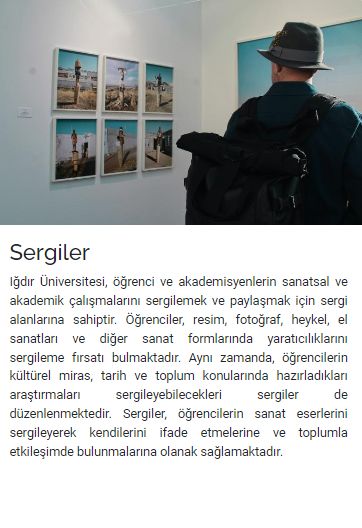 Sergiler
Iğdır Üniversitesi, öğrenci ve akademisyenlerin sanatsal ve
akademik çalışmalarını sergilemek ve paylaşmak için sergi
alanlarına sahiptir. Öğrenciler, resim, fotoğraf, heykel, el
sanatları ve diğer sanat formlarında yaratıcılıklarını
sergileme fırsatı bulmaktadır. Aynı zamanda, öğrencilerin
kültürel miras, tarih ve toplum konularında hazırladıkları
araştırmaları sergileyebilecekleri sergiler de
düzenlenmektedir. Sergiler, öğrencilerin sanat eserlerini
sergileyerek kendilerini ifade etmelerine ve toplumla
etkileşimde bulunmalarına olanak sağlamaktadır.